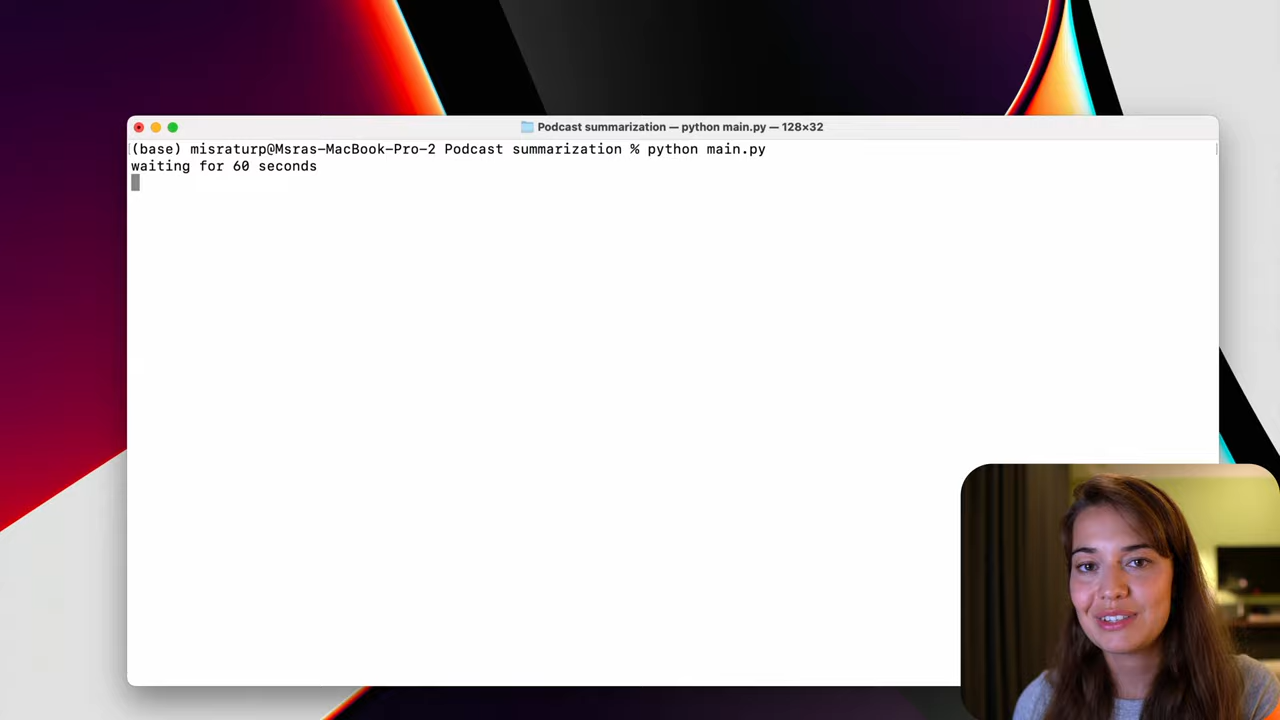 Podcast summarization — python main.py — 128×32
(base) misraturp@Msras-MacBook-Pro-2 Podcast summarization % python main.py
waiting for 60 seconds